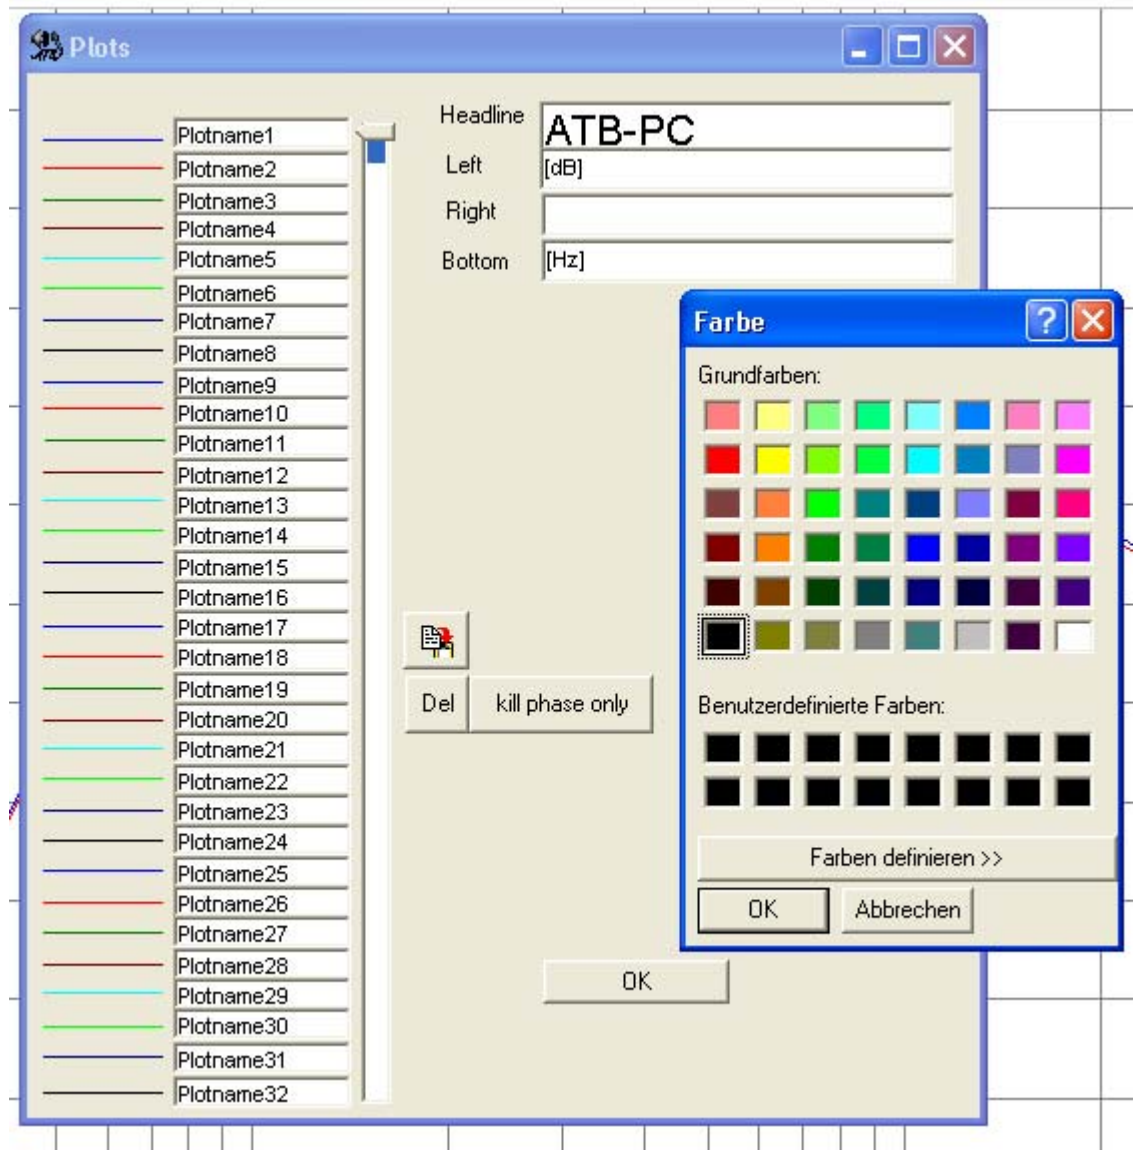 Plots
Plotname1
Plotname2
Plotname3
Plotname4
Plotname5
Plotname6
Plotname7
Plotname8
Plotname9
Plotname10
Plotname11
Plotname12
Plotname13
Plotname14
Plotname15
Plotname16
Plotname17
Plotname18
Plotname19
Plotname20
Plotname21
Plotname22
Plotname23
Plotname24
Plotname25
Plotname26
Plotname27
Plotname28
Plotname29
Plotname30
Plotname31
Plotname32
Headline ATB-PC
Left [dB]
Right
Bottom [Hz]
Del kill phase only
OK
Farbe
Grundfarben:
Benutzerdefinierte Farben:
Farben definieren >>
OK Abbrechen